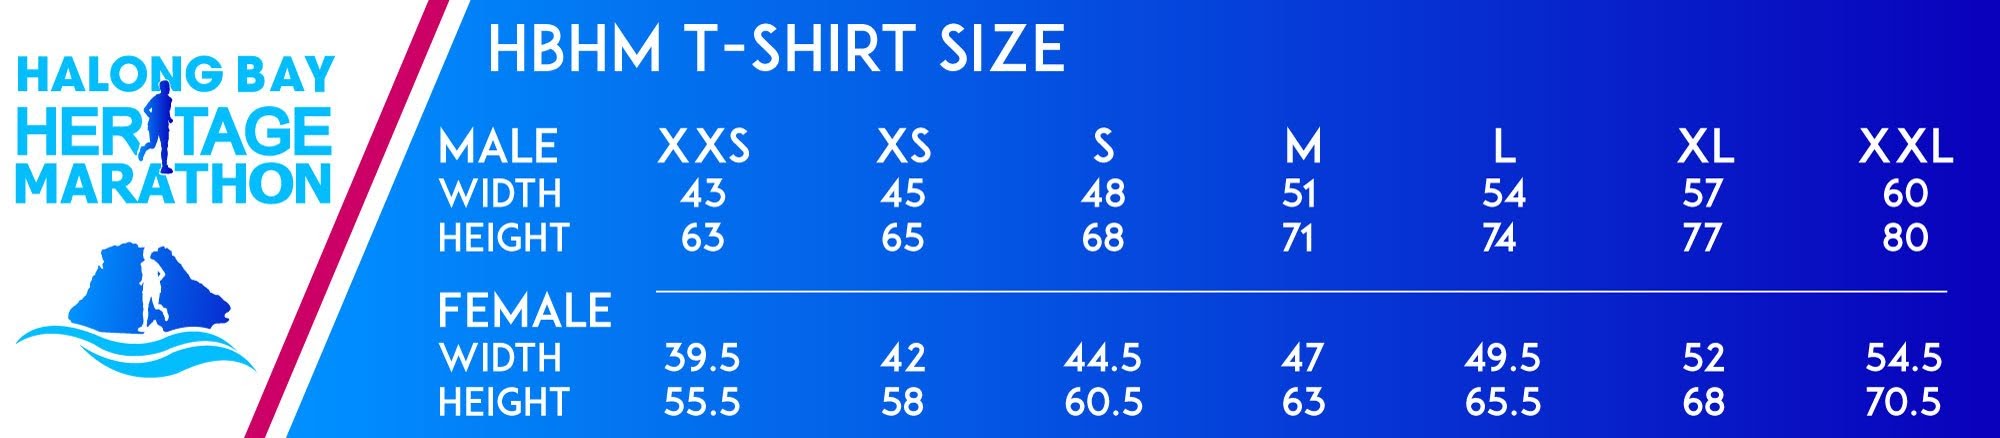 HALONG BAY
HERITAGE
MARATHON
HBHM T-SHIRT SIZE
MALE XXS XS S M L XL XXL
WIDTH 43 45 48 51 54 57 60
HEIGHT 63 65 68 71 74 77 80
FEMALE
WIDTH 39.5 42 44.5 47 49.5 52 54.5
HEIGHT 55.5 58 60.5 63 65.5 68 70.5